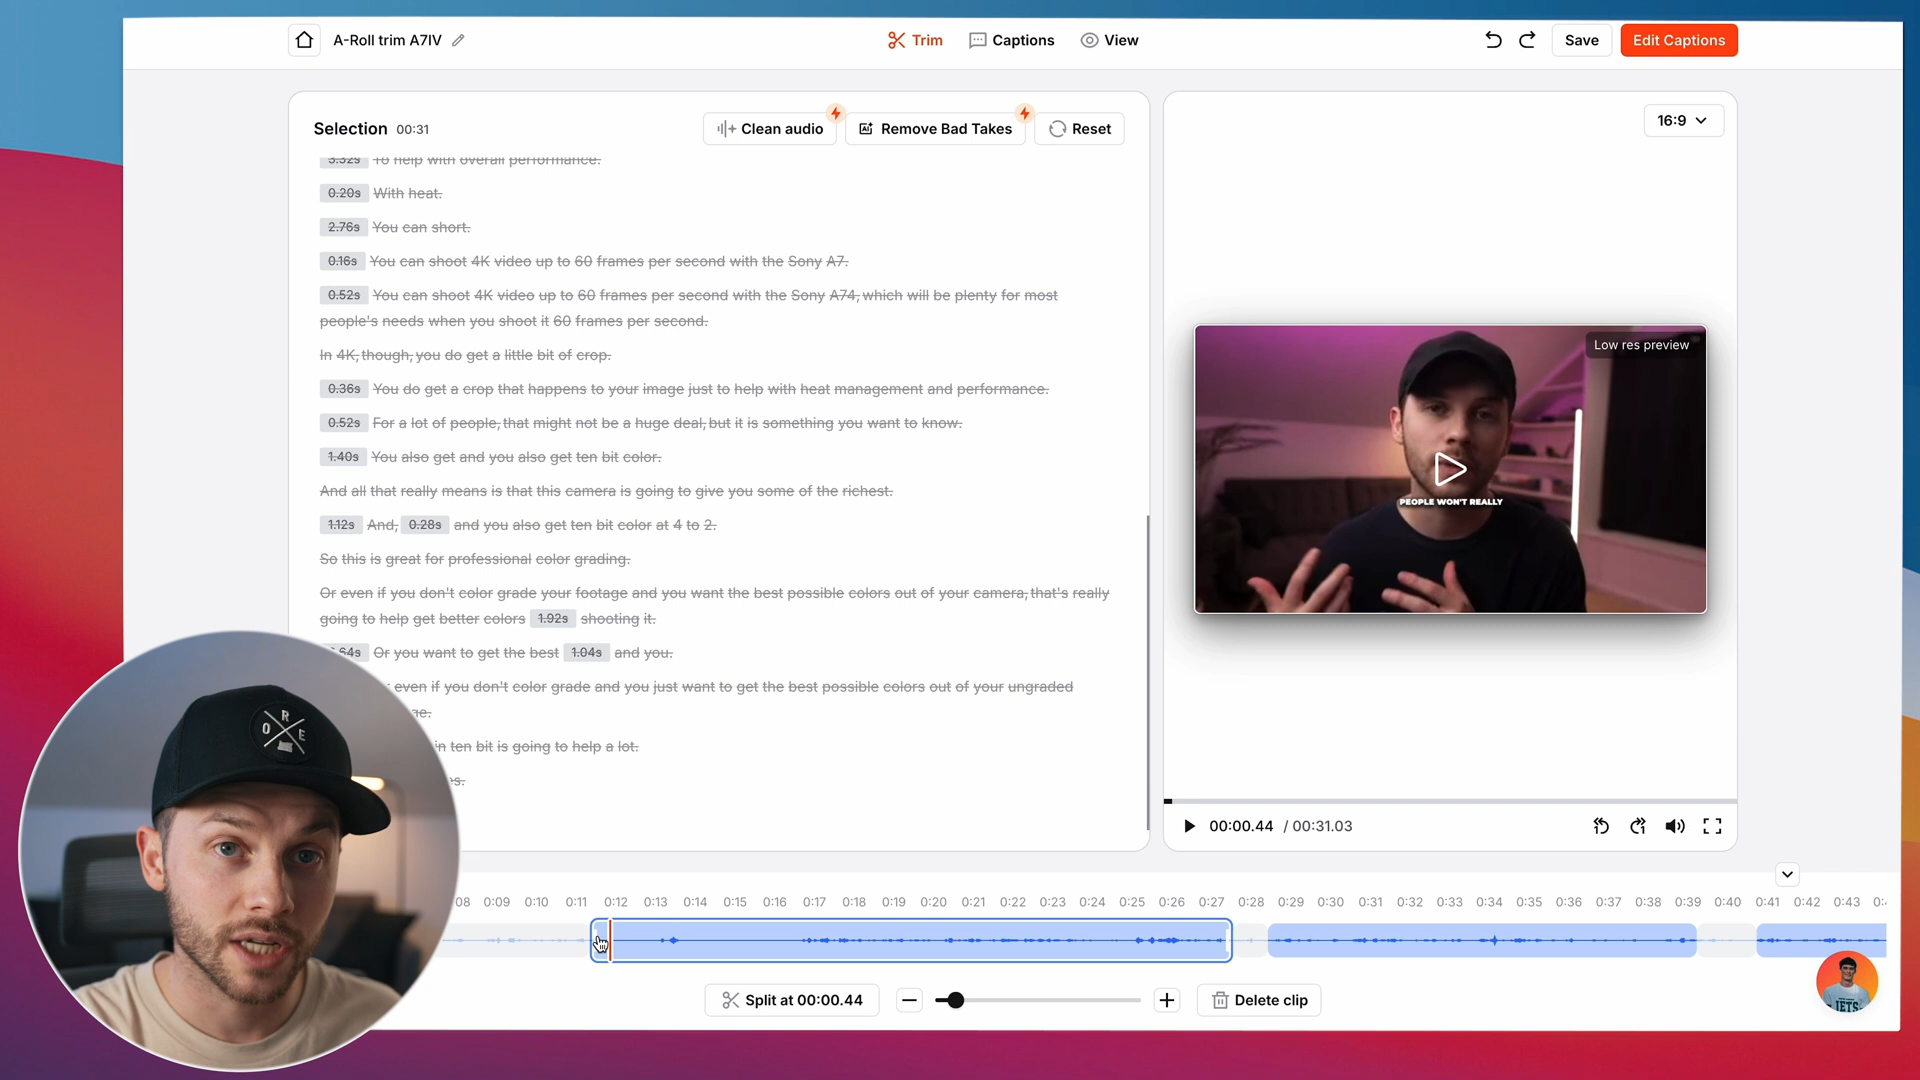 A-Roll trim A7IV
Trim
Captions
View
Save
Edit Captions
Selection 00:31
Clean audio
Remove Bad Takes
Reset
16:9
3.32s To help with overall performance.
0.20s With heat.
2.76s You can short.
0.16s You can shoot 4K video up to 60 frames per second with the Sony A7.
0.52s You can shoot 4K video up to 60 frames per second with the Sony A74, which will be plenty for most
people's needs when you shoot it 60 frames per second.
In 4K, though, you do get a little bit of crop.
0.36s You do get a crop that happens to your image just to help with heat management and performance.
0.52s For a lot of people, that might not be a huge deal, but it is something you want to know.
1.40s You also get and you also get ten bit color.
And all that really means is that this camera is going to give you some of the richest.
1.12s And, 0.28s and you also get ten bit color at 4 to 2.
So this is great for professional color grading.
Or even if you don't color grade your footage and you want the best possible colors out of your camera, that's really
going to help get better colors 1.92s shooting it.
64s Or you want to get the best 1.04s and you.
even if you don't color grade and you just want to get the best possible colors out of your ungraded
ge.
in ten bit is going to help a lot.
es.
Low res preview
PEOPLE WON'T REALLY
00:00.44 / 00:31.03
08 0:09 0:10 0:11 0:12 0:13 0:14 0:15 0:16 0:17 0:18 0:19 0:20 0:21 0:22 0:23 0:24 0:25 0:26 0:27 0:28 0:29 0:30 0:31 0:32 0:33 0:34 0:35 0:36 0:37 0:38 0:39 0:40 0:41 0:42 0:43 0:4
Split at 00:00.44
Delete clip
R
O E
JETS